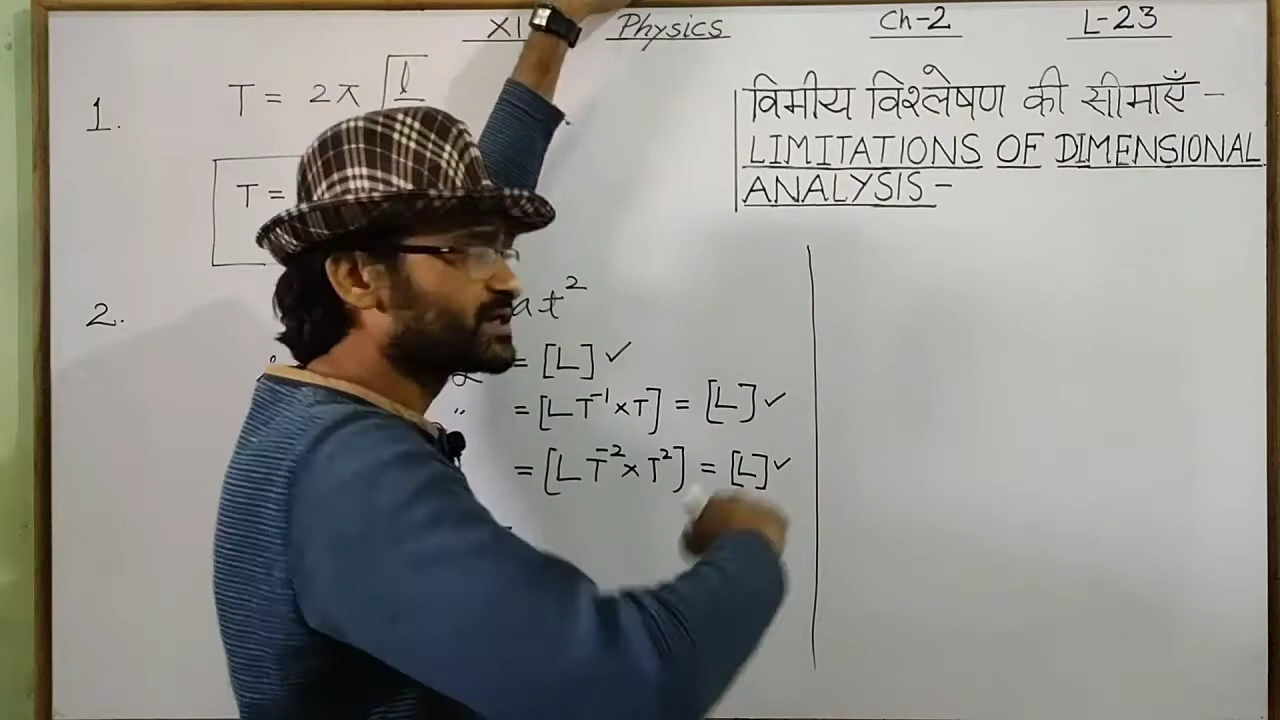 XI Physics Ch-2 L-23
1. T = 2π √l
T =
विमीय विश्लेषण की सीमाएँ –
LIMITATIONS OF DIMENSIONAL
ANALYSIS –
2. at²
= [L] ✓
" = [LT⁻¹×T] = [L] ✓
= [LT⁻²×T²] = [L] ✓